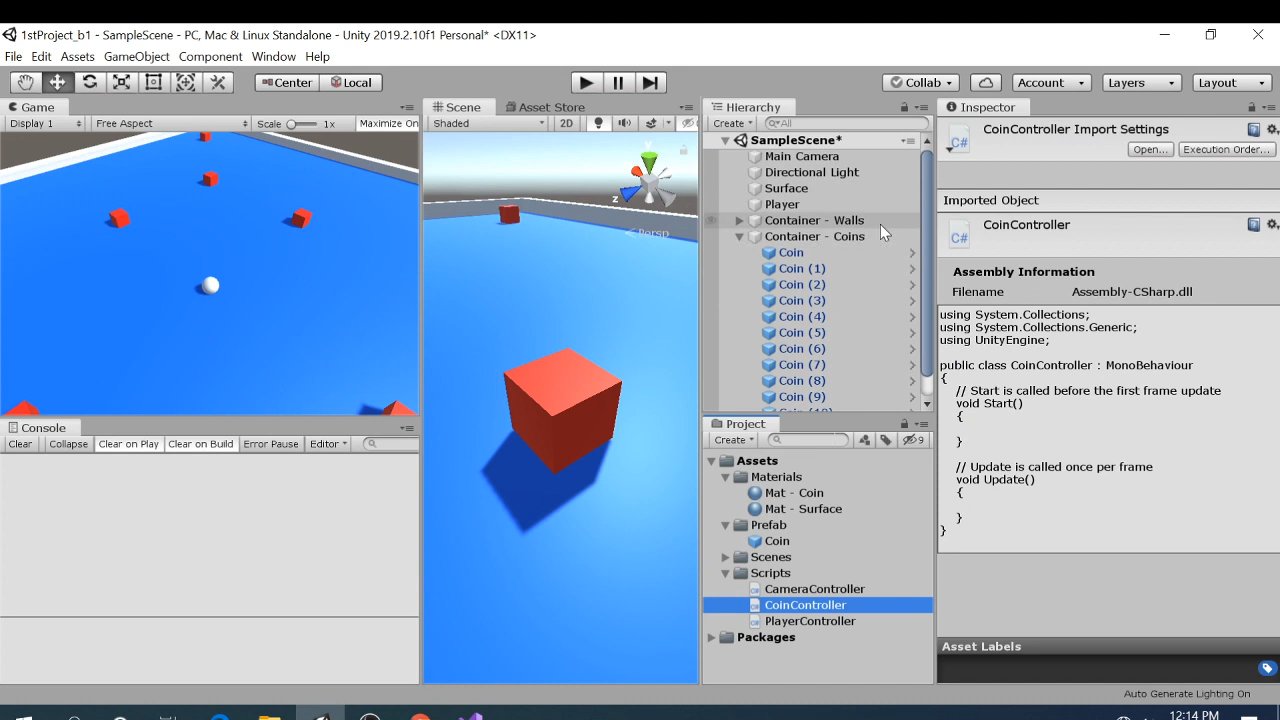 1stProject_b1 - SampleScene - PC, Mac & Linux Standalone - Unity 2019.2.10f1 Personal* <DX11>
File Edit Assets GameObject Component Window Help
Center Local Collab Account Layers Layout
Game
Display 1 Free Aspect Scale 1x Maximize On
Scene Asset Store
Shaded 2D
y
z
Persp
Hierarchy
Create All
SampleScene*
Main Camera
Directional Light
Surface
Player
Container - Walls
Container - Coins
Coin
Coin (1)
Coin (2)
Coin (3)
Coin (4)
Coin (5)
Coin (6)
Coin (7)
Coin (8)
Coin (9)
Inspector
C#
CoinController Import Settings
Open... Execution Order...
Imported Object
C#
CoinController
Assembly Information
Filename Assembly-CSharp.dll
using System.Collections;
using System.Collections.Generic;
using UnityEngine;
public class CoinController : MonoBehaviour
{
// Start is called before the first frame update
void Start()
{
}
// Update is called once per frame
void Update()
{
}
}
Console
Clear Collapse Clear on Play Clear on Build Error Pause Editor
Project
Create 9
Assets
Materials
Mat - Coin
Mat - Surface
Prefab
Coin
Scenes
Scripts
CameraController
CoinController
PlayerController
Packages
Asset Labels
Auto Generate Lighting On
12:14 PM